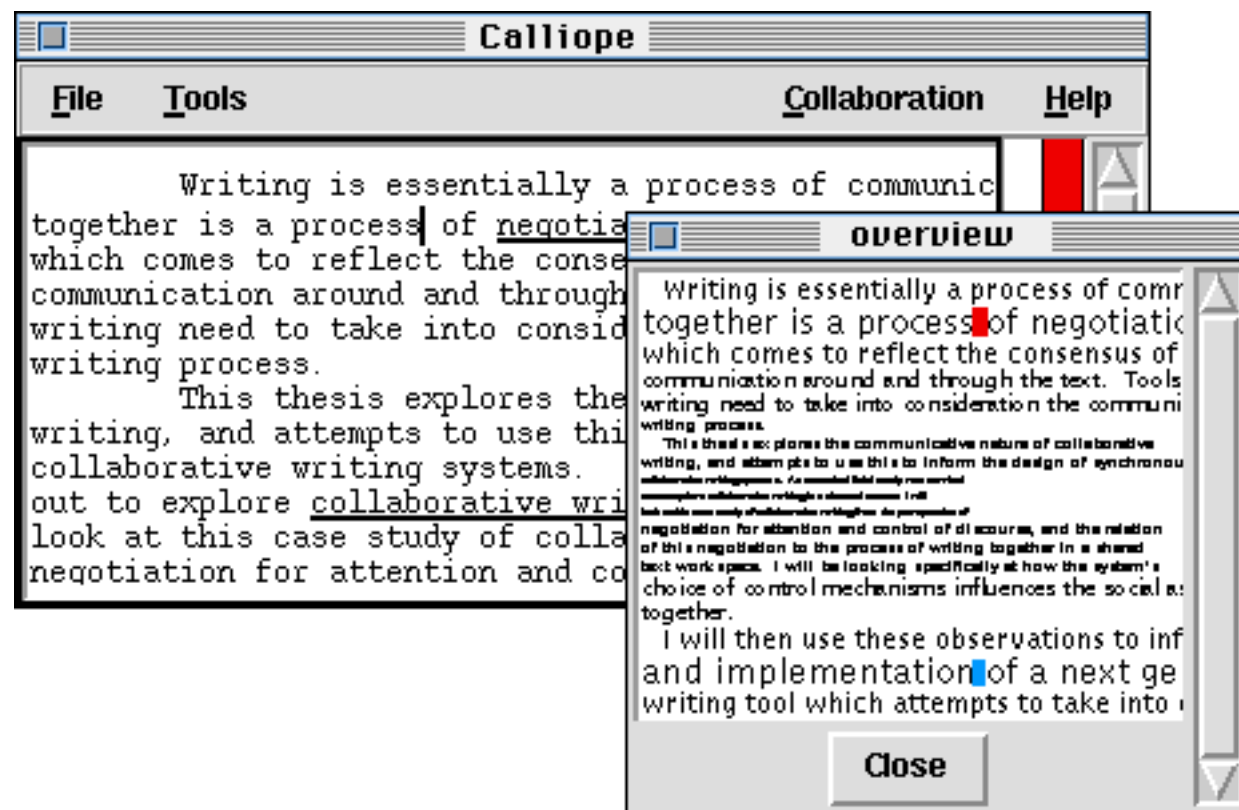 Calliope
File Tools Collaboration Help
Writing is essentially a process of communic
together is a process of negotia
which comes to reflect the conse
communication around and through
writing need to take into consid
writing process.
This thesis explores the
writing, and attempts to use thi
collaborative writing systems.
out to explore collaborative wri
look at this case study of colla
negotiation for attention and co
overview
Writing is essentially a process of comm
together is a process of negotiatio
which comes to reflect the consensus of
communication around and through the text. Tools
writing need to take into consideration the communi
writing process.
This thesis explores the communicative nature of collaborative
writing, and attempts to use this to inform the design of synchronou
negotiation for attention and control of discourse, and the relation
of this negotiation to the process of writing together in a shared
text workspace. I will be looking specifically at how the system's
choice of control mechanisms influences the social as
together.
I will then use these observations to inf
and implementation of a next ge
writing tool which attempts to take into
Close